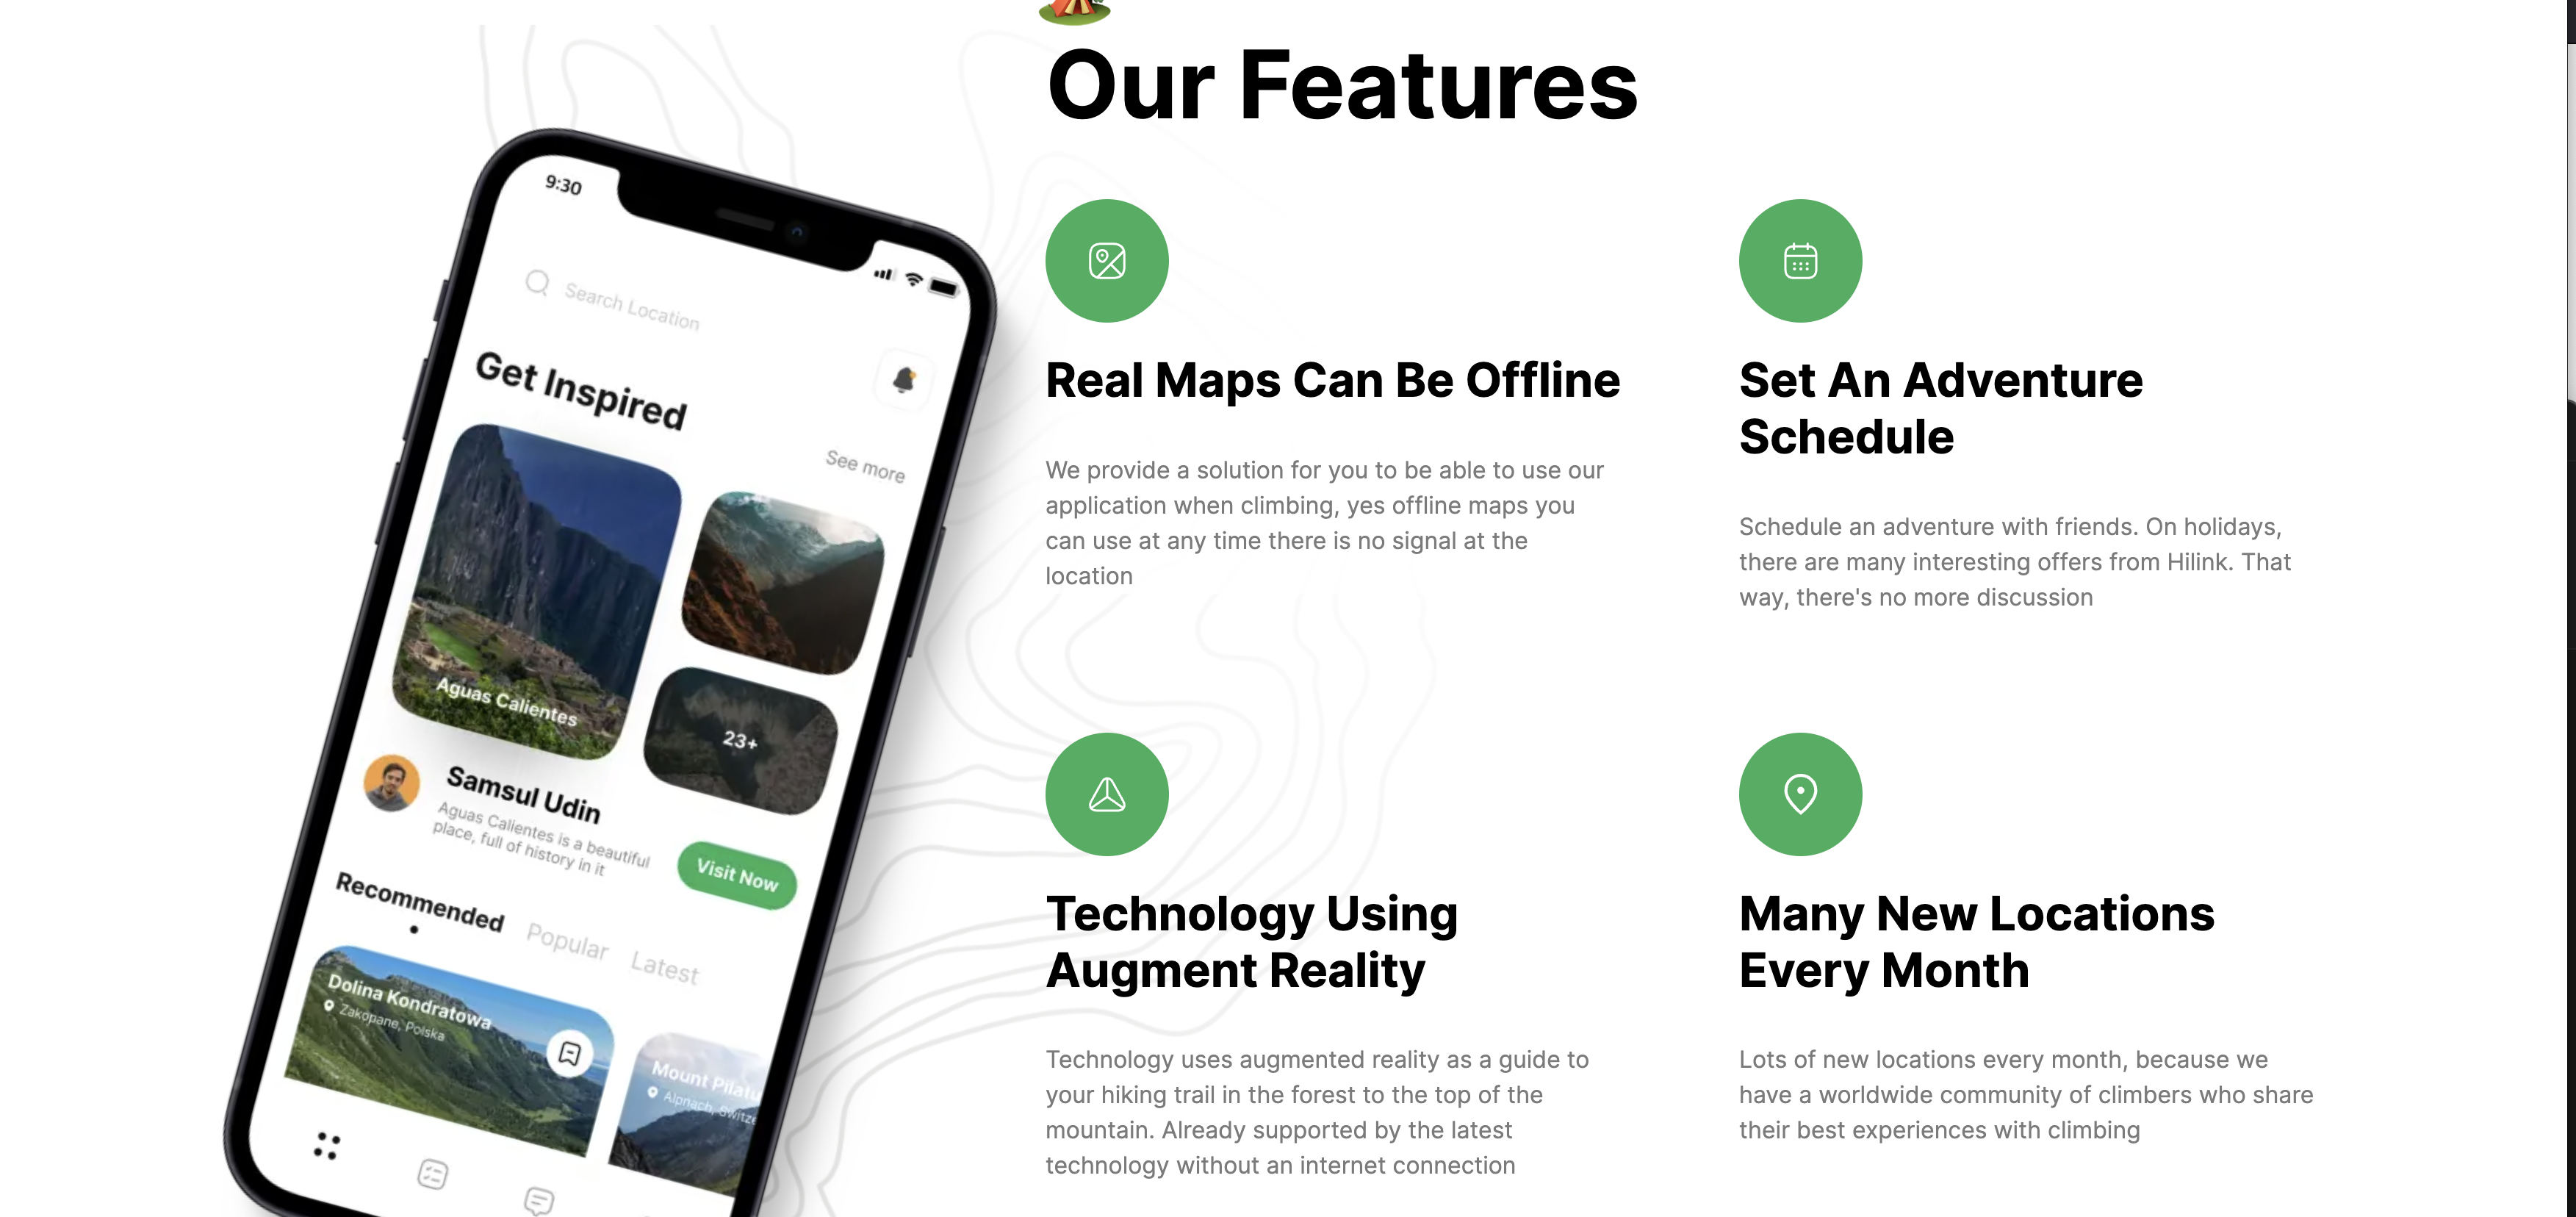 Our Features
9:30
Search Location
Get Inspired
See more
Aguas Calientes
23+
Samsul Udin
Aguas Calientes is a beautiful
place, full of history in it
Visit Now
Recommended Popular Latest
Dolina Kondratowa
Zakopane, Polska
Mount Pilatu
Alpnach, Switze
Real Maps Can Be Offline
We provide a solution for you to be able to use our
application when climbing, yes offline maps you
can use at any time there is no signal at the
location
Set An Adventure
Schedule
Schedule an adventure with friends. On holidays,
there are many interesting offers from Hilink. That
way, there's no more discussion
Technology Using
Augment Reality
Technology uses augmented reality as a guide to
your hiking trail in the forest to the top of the
mountain. Already supported by the latest
technology without an internet connection
Many New Locations
Every Month
Lots of new locations every month, because we
have a worldwide community of climbers who share
their best experiences with climbing